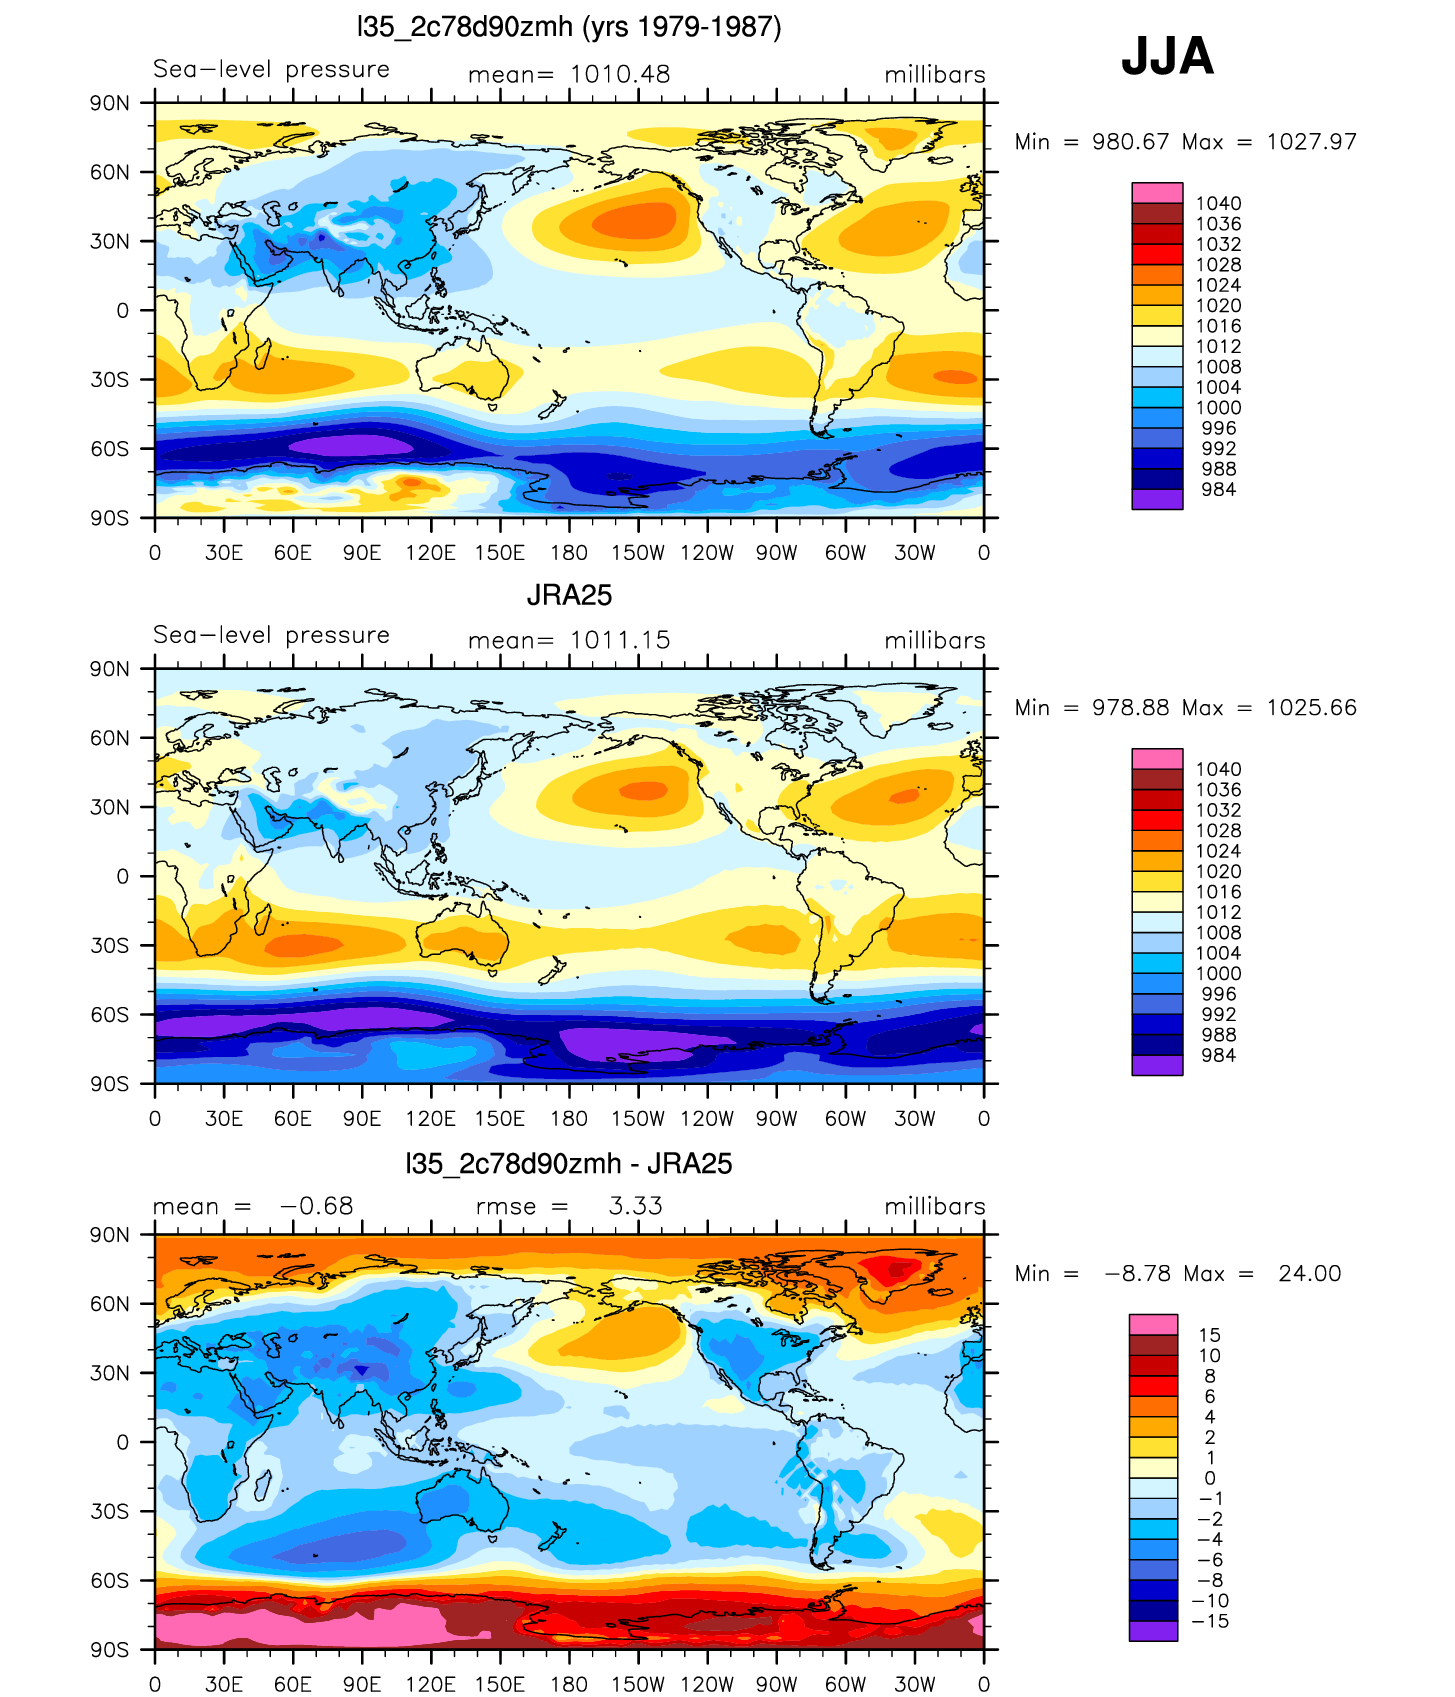 l35_2c78d90zmh (yrs 1979-1987)
JJA
Sea-level pressure mean= 1010.48 millibars
Min = 980.67 Max = 1027.97
90N
60N
30N
0
30S
60S
90S
0 30E 60E 90E 120E 150E 180 150W 120W 90W 60W 30W 0
1040
1036
1032
1028
1024
1020
1016
1012
1008
1004
1000
996
992
988
984
JRA25
Sea-level pressure mean= 1011.15 millibars
Min = 978.88 Max = 1025.66
90N
60N
30N
0
30S
60S
90S
0 30E 60E 90E 120E 150E 180 150W 120W 90W 60W 30W 0
1040
1036
1032
1028
1024
1020
1016
1012
1008
1004
1000
996
992
988
984
l35_2c78d90zmh - JRA25
mean = -0.68 rmse = 3.33 millibars
Min = -8.78 Max = 24.00
90N
60N
30N
0
30S
60S
90S
0 30E 60E 90E 120E 150E 180 150W 120W 90W 60W 30W 0
15
10
8
6
4
2
1
0
-1
-2
-4
-6
-8
-10
-15